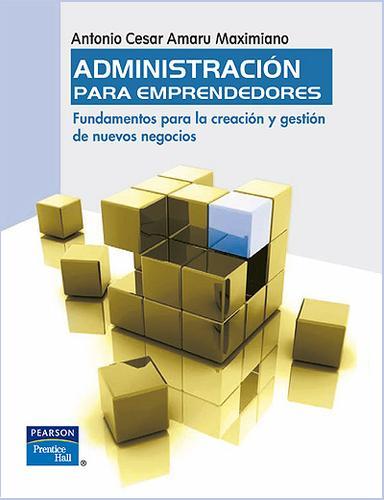 Antonio Cesar Amaru Maximiano
ADMINISTRACIÓN
PARA EMPRENDEDORES
Fundamentos para la creación y gestión
de nuevos negocios
PEARSON
Prentice
Hall ®